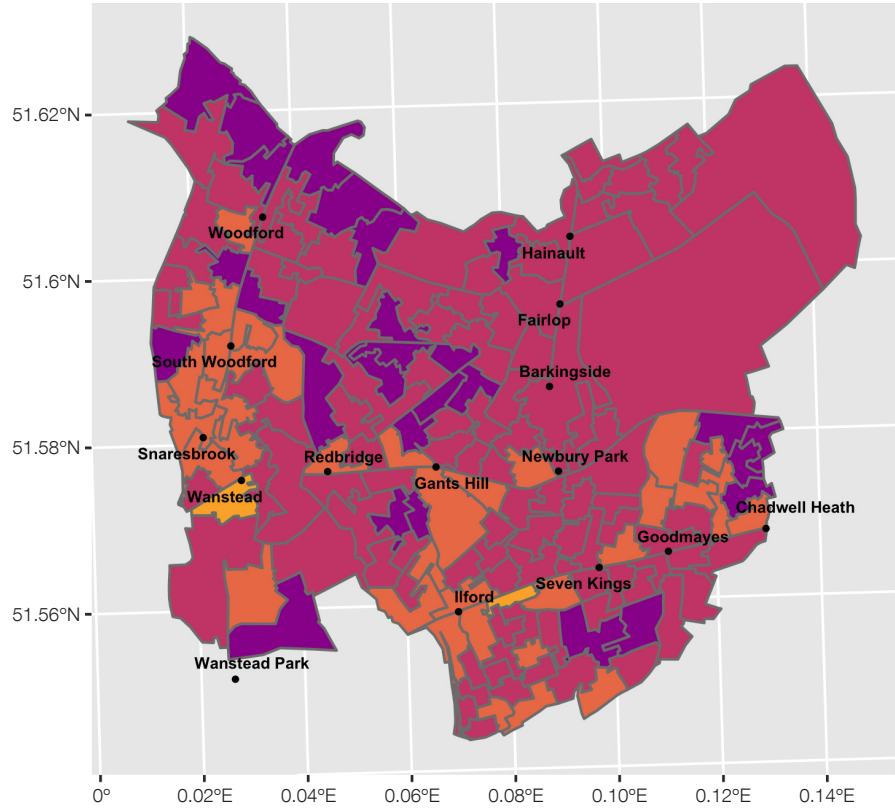 51.62°N
51.6°N
51.58°N
51.56°N
Woodford
Hainault
Fairlop
South Woodford
Barkingside
Snaresbrook
Redbridge
Newbury Park
Gants Hill
Wanstead
Chadwell Heath
Goodmayes
Seven Kings
Ilford
Wanstead Park
0°
0.02°E
0.04°E
0.06°E
0.08°E
0.10°E
0.12°E
0.14°E